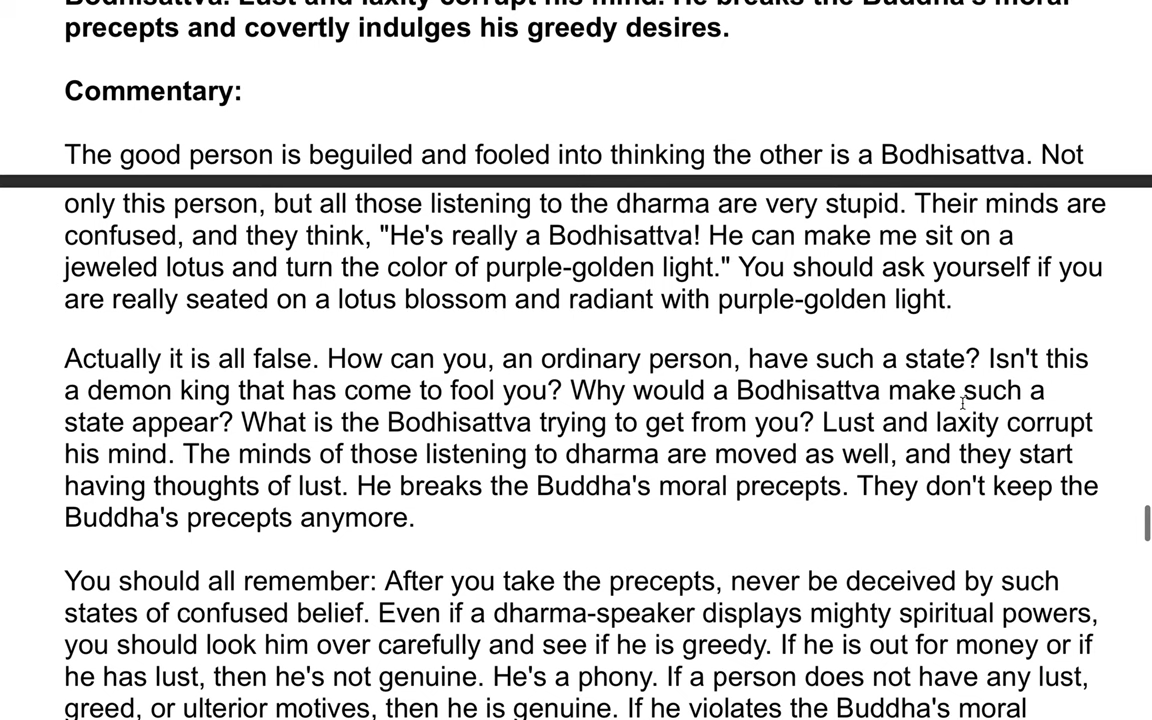 Bodhisattva. Lust and laxity corrupt his mind. He breaks the Buddha's moral
precepts and covertly indulges his greedy desires.
Commentary:
The good person is beguiled and fooled into thinking the other is a Bodhisattva. Not
only this person, but all those listening to the dharma are very stupid. Their minds are
confused, and they think, "He's really a Bodhisattva! He can make me sit on a
jeweled lotus and turn the color of purple-golden light." You should ask yourself if you
are really seated on a lotus blossom and radiant with purple-golden light.
Actually it is all false. How can you, an ordinary person, have such a state? Isn't this
a demon king that has come to fool you? Why would a Bodhisattva make such a
state appear? What is the Bodhisattva trying to get from you? Lust and laxity corrupt
his mind. The minds of those listening to dharma are moved as well, and they start
having thoughts of lust. He breaks the Buddha's moral precepts. They don't keep the
Buddha's precepts anymore.
You should all remember: After you take the precepts, never be deceived by such
states of confused belief. Even if a dharma-speaker displays mighty spiritual powers,
you should look him over carefully and see if he is greedy. If he is out for money or if
he has lust, then he's not genuine. He's a phony. If a person does not have any lust,
greed, or ulterior motives, then he is genuine. If he violates the Buddha's moral